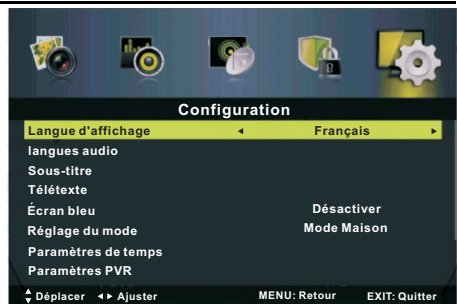 Configuration
Langue d'affichage ◄ Français ►
langues audio
Sous-titre
Télétexte
Écran bleu Désactiver
Réglage du mode Mode Maison
Paramètres de temps
Paramètres PVR
Déplacer ◄► Ajuster MENU: Retour EXIT: Quitter